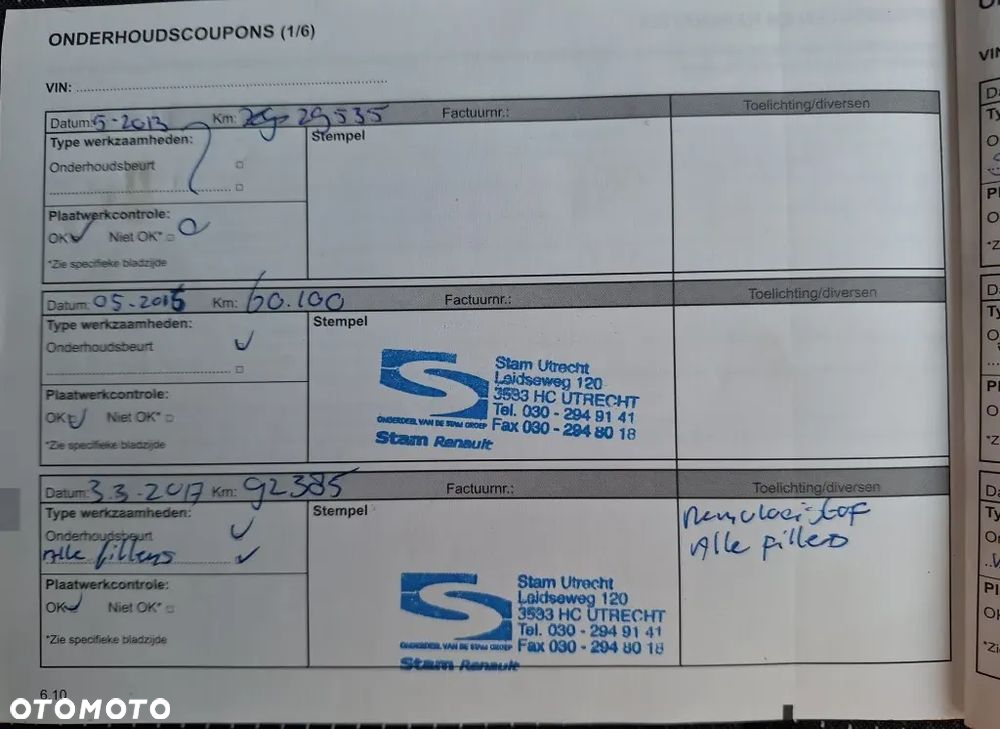 ONDERHOUDSCOUPONS (1/6)
VIN:
Datum: 5-2013 Km: 29535 Factuurnr.: Toelichting/diversen
Type werkzaamheden: Stempel
Onderhoudsbeurt
Plaatwerkcontrole:
OK Niet OK*
*Zie specifieke bladzijde
Datum: 05-2015 Km: 60.100 Factuurnr.: Toelichting/diversen
Type werkzaamheden: Stempel
Onderhoudsbeurt
Plaatwerkcontrole:
OK Niet OK*
*Zie specifieke bladzijde
Stam Utrecht
Leidseweg 120
3533 HC UTRECHT
Tel. 030 - 294 91 41
Fax 030 - 294 80 18
ONDERDEEL VAN DE STAM GROEP
Stam Renault
Datum: 3-3-2017 Km: 92385 Factuurnr.: Toelichting/diversen
Type werkzaamheden: Stempel
Onderhoudsbeurt
Alle filters
Plaatwerkcontrole:
OK Niet OK*
*Zie specifieke bladzijde
Stam Utrecht
Leidseweg 120
3533 HC UTRECHT
Tel. 030 - 294 91 41
Fax 030 - 294 80 18
ONDERDEEL VAN DE STAM GROEP
Stam Renault
Remvloeistof
Alle filters
6.10
OTOMOTO